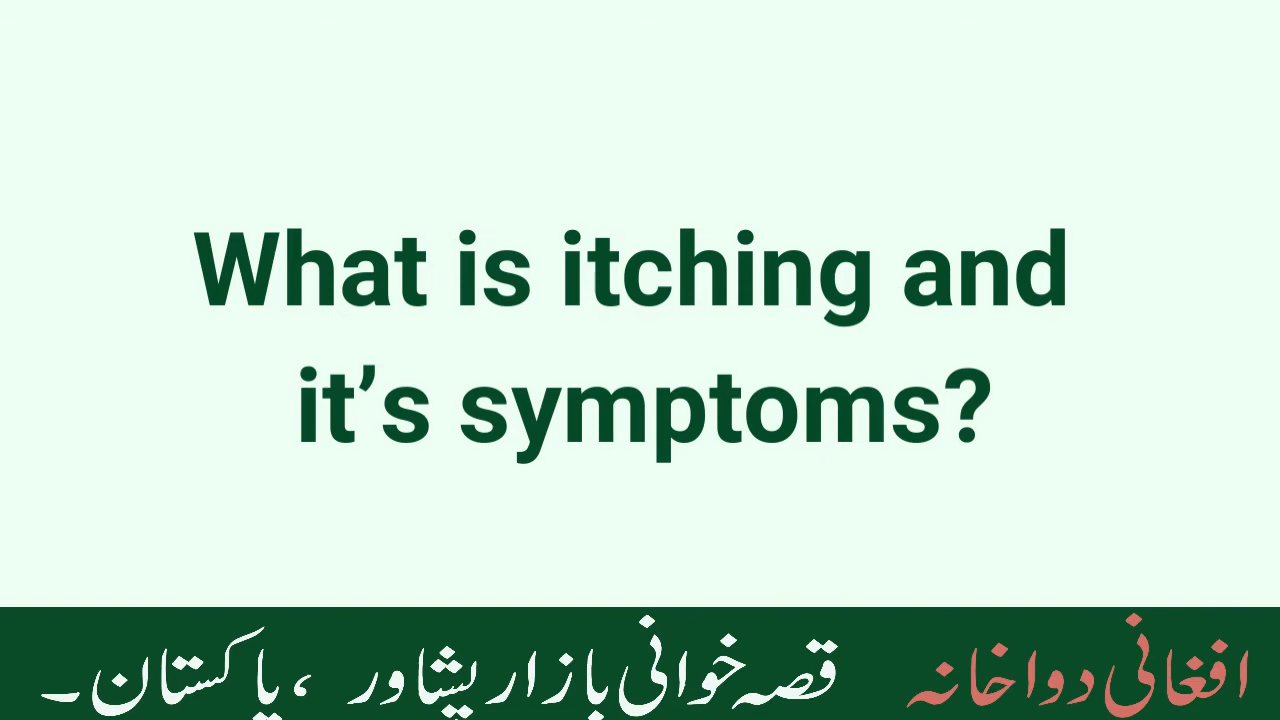 What is itching and
it’s symptoms?
افغانی دواخانہ قصہ خوانی بازار پشاور ، پاکستان۔